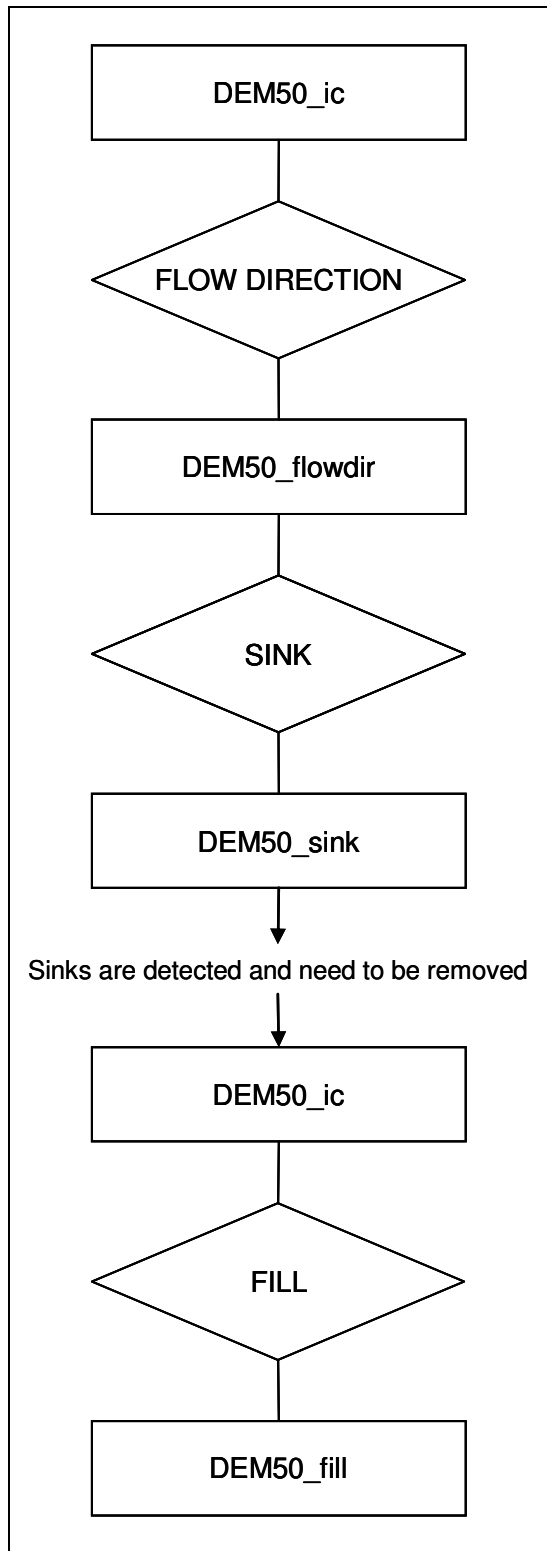 DEM50_ic
FLOW DIRECTION
DEM50_flowdir
SINK
DEM50_sink
Sinks are detected and need to be removed
DEM50_ic
FILL
DEM50_fill